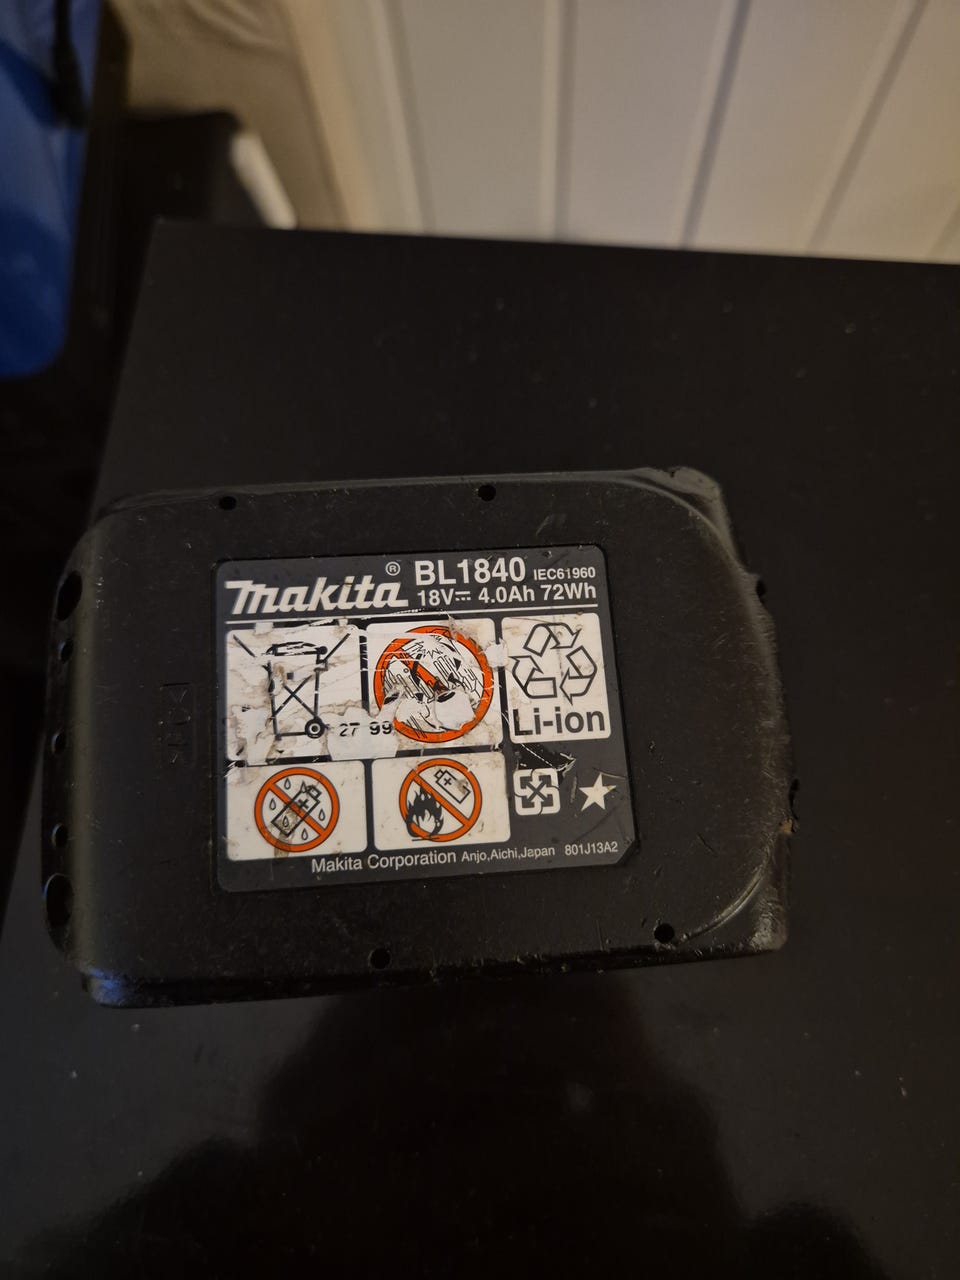 makita® BL1840 IEC61960
18V⎓ 4.0Ah 72Wh
27 99
Li-ion
Makita Corporation Anjo,Aichi,Japan 801J13A2